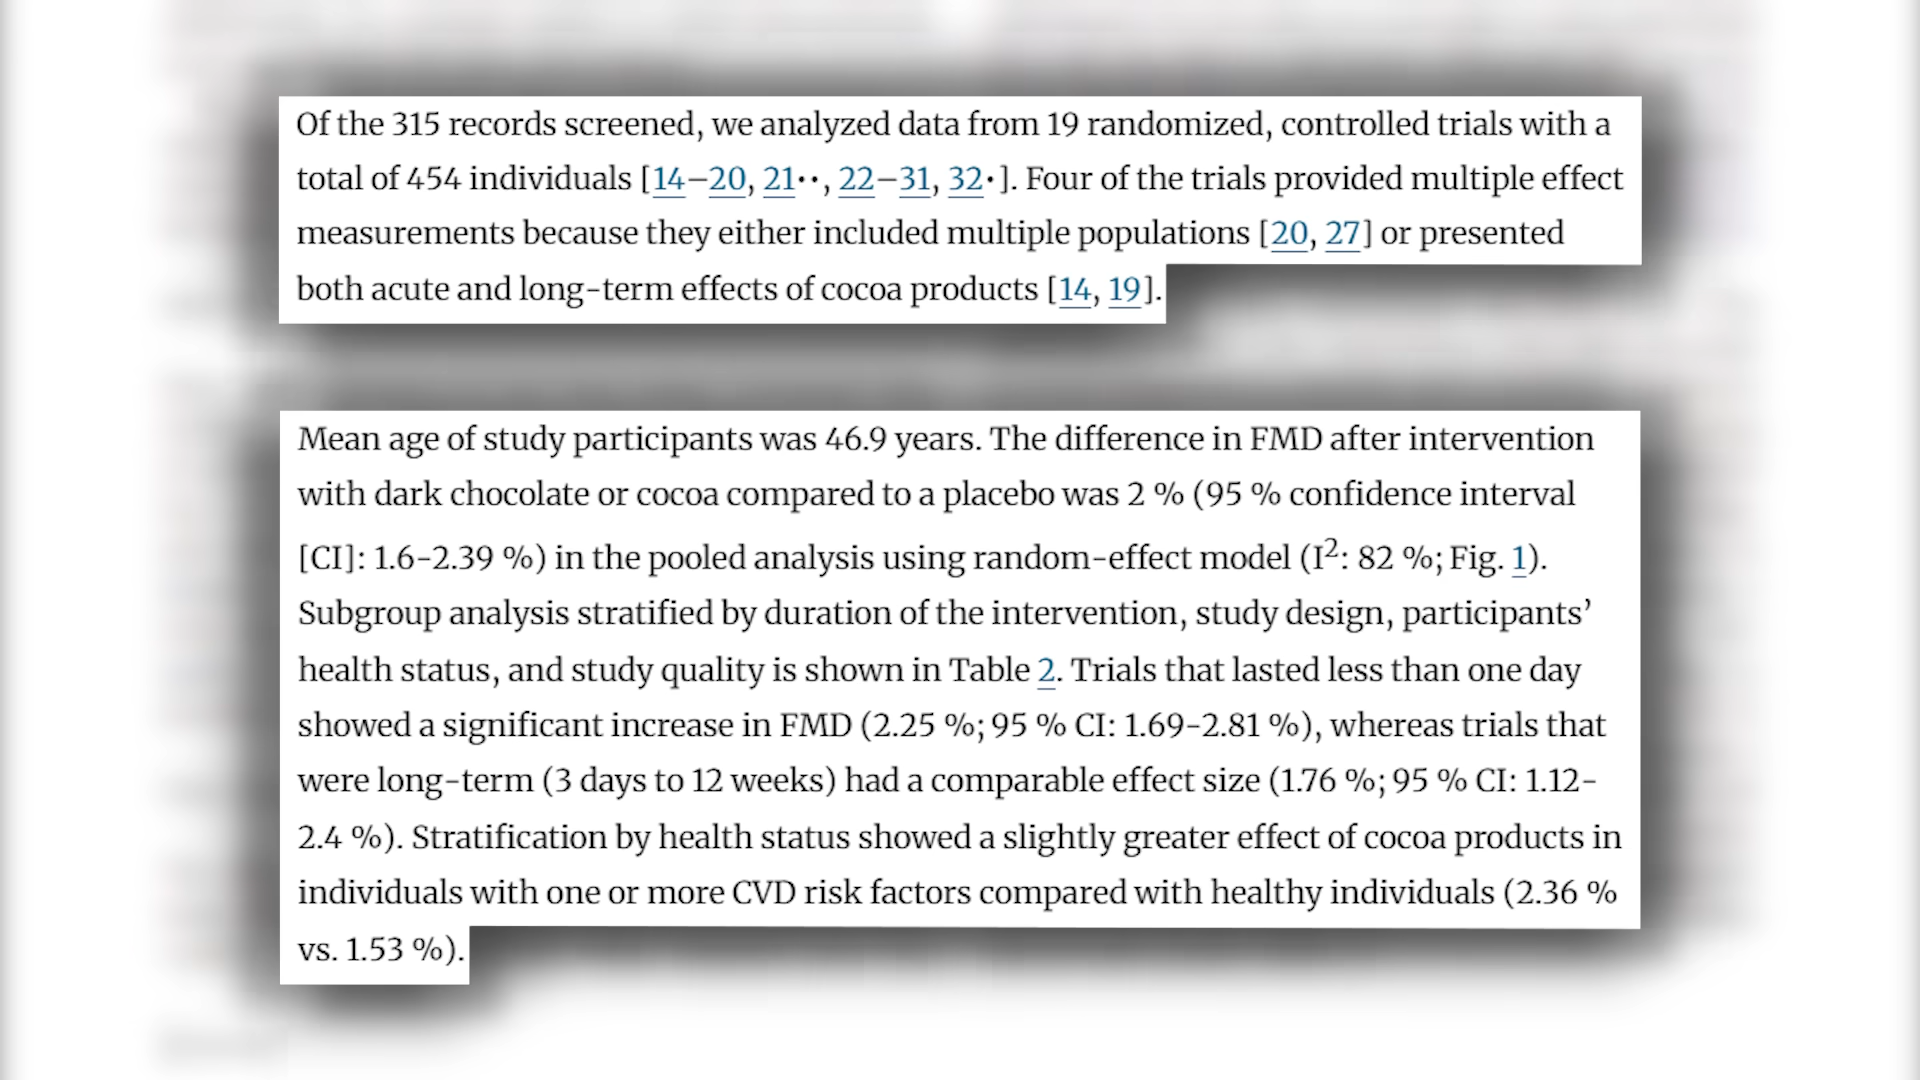 Of the 315 records screened, we analyzed data from 19 randomized, controlled trials with a
total of 454 individuals [14–20, 21••, 22–31, 32•]. Four of the trials provided multiple effect
measurements because they either included multiple populations [20, 27] or presented
both acute and long-term effects of cocoa products [14, 19].
Mean age of study participants was 46.9 years. The difference in FMD after intervention
with dark chocolate or cocoa compared to a placebo was 2 % (95 % confidence interval
[CI]: 1.6-2.39 %) in the pooled analysis using random-effect model (I²: 82 %; Fig. 1).
Subgroup analysis stratified by duration of the intervention, study design, participants’
health status, and study quality is shown in Table 2. Trials that lasted less than one day
showed a significant increase in FMD (2.25 %; 95 % CI: 1.69-2.81 %), whereas trials that
were long-term (3 days to 12 weeks) had a comparable effect size (1.76 %; 95 % CI: 1.12-
2.4 %). Stratification by health status showed a slightly greater effect of cocoa products in
individuals with one or more CVD risk factors compared with healthy individuals (2.36 %
vs. 1.53 %).